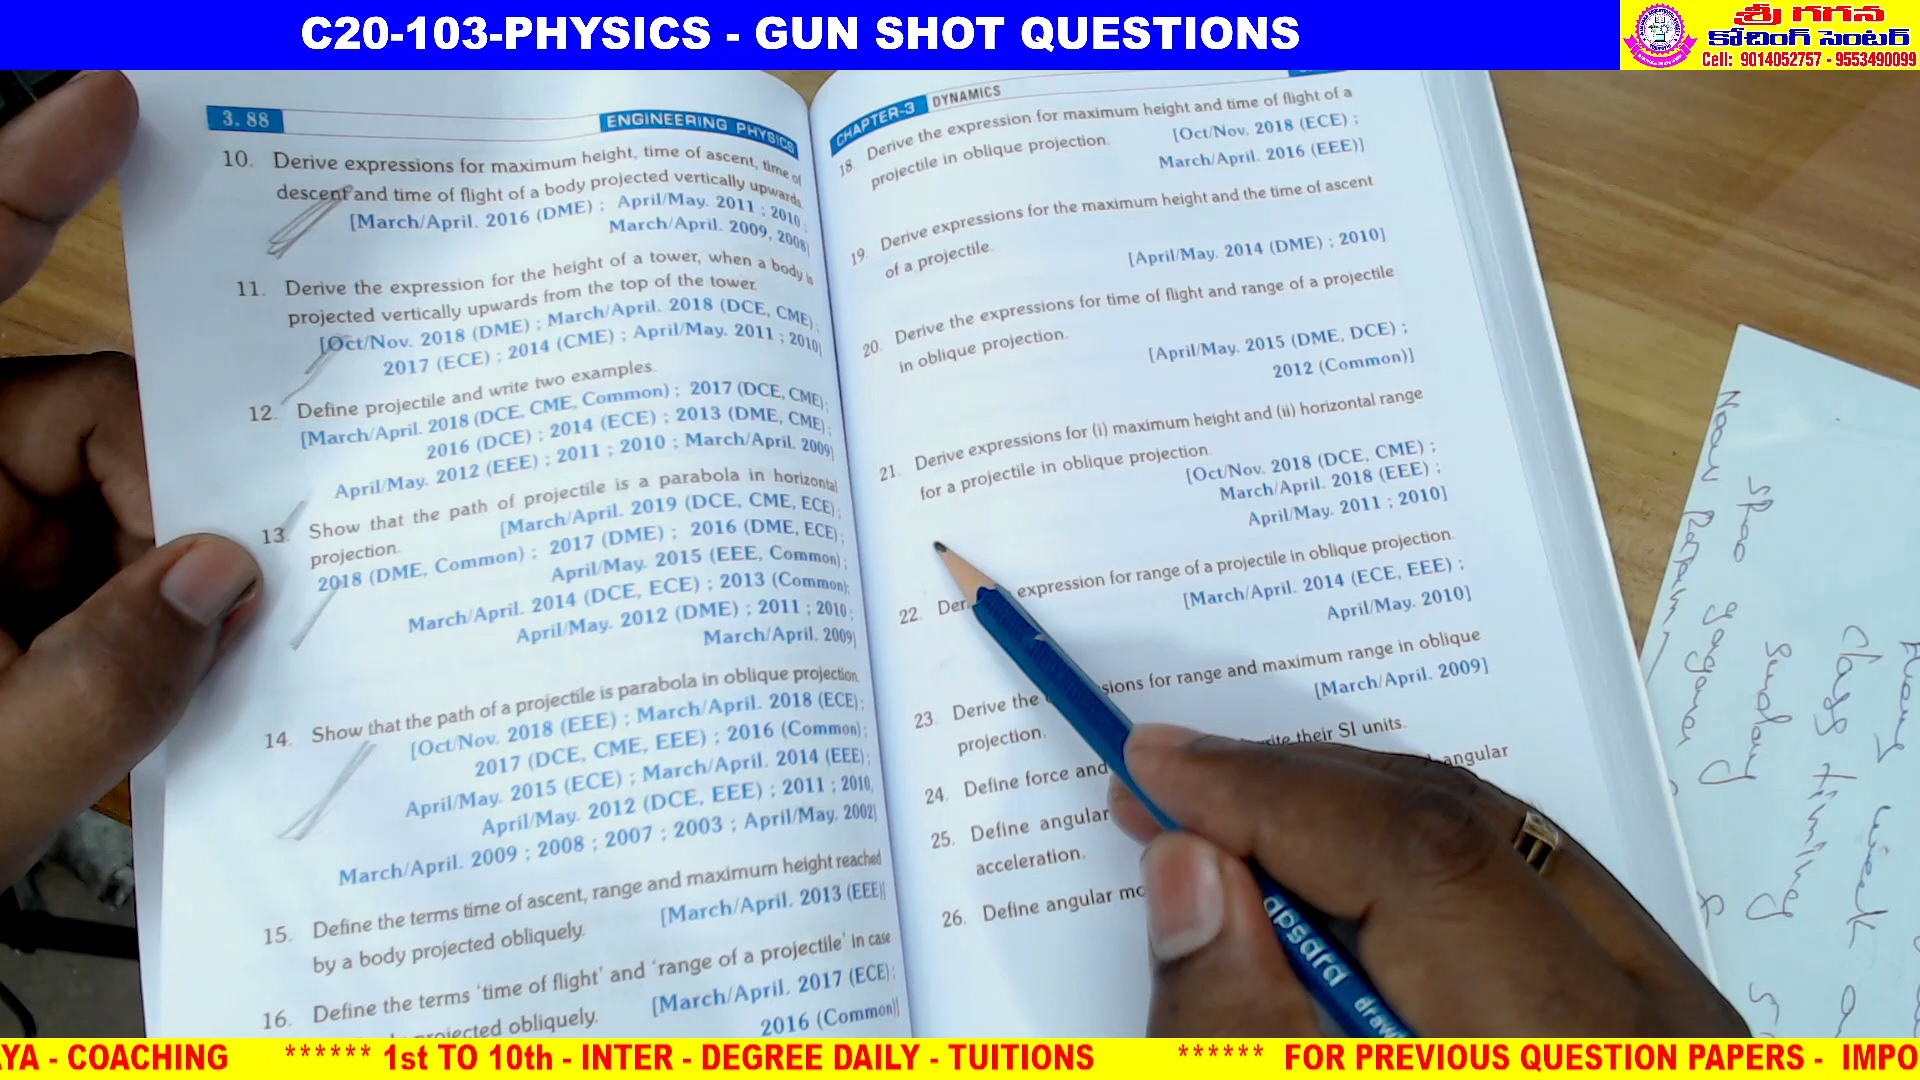 C20-103-PHYSICS - GUN SHOT QUESTIONS
శ్రీ గగన
కోచింగ్ సెంటర్
Cell: 9014052757 - 9553490099
3. 88
ENGINEERING PHYSICS
10. Derive expressions for maximum height, time of ascent, time of
descent and time of flight of a body projected vertically upwards.
[March/April. 2016 (DME) ; April/May. 2011 ; 2010 ;
March/April. 2009, 2008]
11. Derive the expression for the height of a tower, when a body is
projected vertically upwards from the top of the tower.
[Oct/Nov. 2018 (DME) ; March/April. 2018 (DCE, CME) ;
2017 (ECE) ; 2014 (CME) ; April/May. 2011 ; 2010]
12. Define projectile and write two examples.
[March/April. 2018 (DCE, CME, Common) ; 2017 (DCE, CME) ;
2016 (DCE) ; 2014 (ECE) ; 2013 (DME, CME) ;
April/May. 2012 (EEE) ; 2011 ; 2010 ; March/April. 2009]
13. Show that the path of projectile is a parabola in horizontal
projection.
[March/April. 2019 (DCE, CME, ECE) ;
2018 (DME, Common) ; 2017 (DME) ; 2016 (DME, ECE) ;
April/May. 2015 (EEE, Common) ;
March/April. 2014 (DCE, ECE) ; 2013 (Common) ;
April/May. 2012 (DME) ; 2011 ; 2010 ;
March/April. 2009]
14. Show that the path of a projectile is parabola in oblique projection.
[Oct/Nov. 2018 (EEE) ; March/April. 2018 (ECE) ;
2017 (DCE, CME, EEE) ; 2016 (Common) ;
April/May. 2015 (ECE) ; March/April. 2014 (EEE) ;
April/May. 2012 (DCE, EEE) ; 2011 ; 2010,
March/April. 2009 ; 2008 ; 2007 ; 2003 ; April/May. 2002]
15. Define the terms time of ascent, range and maximum height reached
by a body projected obliquely.
[March/April. 2013 (EEE)]
16. Define the terms 'time of flight' and 'range of a projectile' in case
projected obliquely.
[March/April. 2017 (ECE) ;
2016 (Common)]
CHAPTER-3 DYNAMICS
18. Derive the expression for maximum height and time of flight of a
projectile in oblique projection.
[Oct/Nov. 2018 (ECE) ;
March/April. 2016 (EEE)]
19. Derive expressions for the maximum height and the time of ascent
of a projectile.
[April/May. 2014 (DME) ; 2010]
20. Derive the expressions for time of flight and range of a projectile
in oblique projection.
[April/May. 2015 (DME, DCE) ;
2012 (Common)]
21. Derive expressions for (i) maximum height and (ii) horizontal range
for a projectile in oblique projection.
[Oct/Nov. 2018 (DCE, CME) ;
March/April. 2018 (EEE) ;
April/May. 2011 ; 2010]
22. Der expression for range of a projectile in oblique projection.
[March/April. 2014 (ECE, EEE) ;
April/May. 2010]
23. Derive the sions for range and maximum range in oblique
projection.
[March/April. 2009]
24. Define force and write their SI units.
25. Define angular angular
acceleration.
26. Define angular mo
apsara
AYA - COACHING ****** 1st TO 10th - INTER - DEGREE DAILY - TUITIONS ****** FOR PREVIOUS QUESTION PAPERS - IMPO